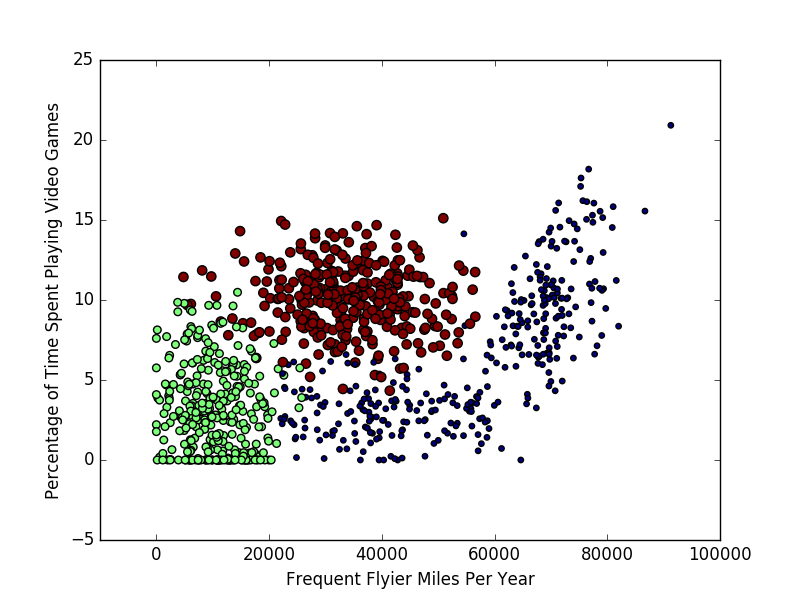 25
20
15
10
5
0
−5
Percentage of Time Spent Playing Video Games
0 20000 40000 60000 80000 100000
Frequent Flyier Miles Per Year